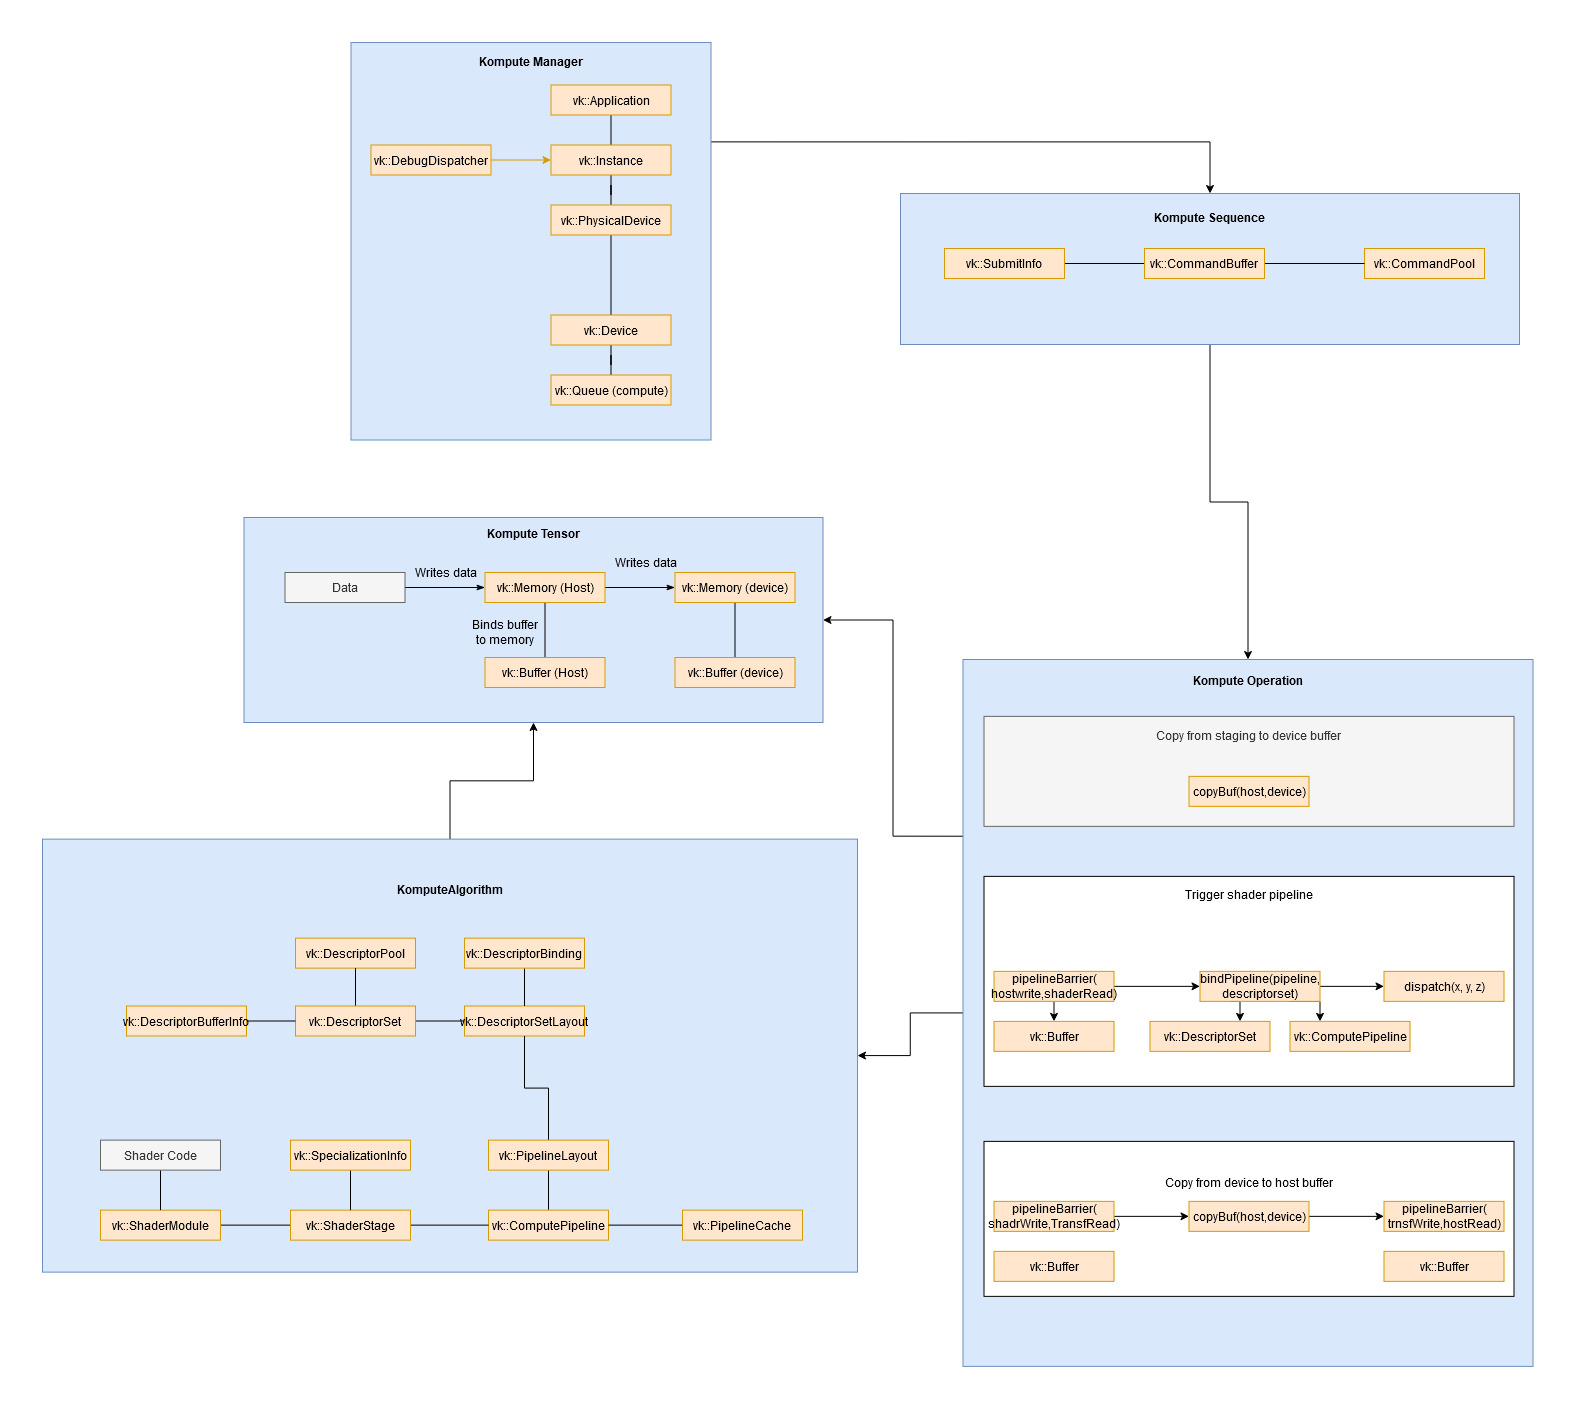 Kompute Manager
vk::Application
vk::DebugDispatcher
vk::Instance
vk::PhysicalDevice
vk::Device
vk::Queue (compute)
Kompute Sequence
vk::SubmitInfo
vk::CommandBuffer
vk::CommandPool
Kompute Tensor
Data
Writes data
vk::Memory (Host)
Writes data
vk::Memory (device)
Binds buffer
to memory
vk::Buffer (Host)
vk::Buffer (device)
KomputeAlgorithm
vk::DescriptorPool
vk::DescriptorBinding
vk::DescriptorBufferInfo
vk::DescriptorSet
vk::DescriptorSetLayout
Shader Code
vk::SpecializationInfo
vk::PipelineLayout
vk::ShaderModule
vk::ShaderStage
vk::ComputePipeline
vk::PipelineCache
Kompute Operation
Copy from staging to device buffer
copyBuf(host,device)
Trigger shader pipeline
pipelineBarrier(
hostwrite,shaderRead)
bindPipeline(pipeline,
descriptorset)
dispatch(x, y, z)
vk::Buffer
vk::DescriptorSet
vk::ComputePipeline
Copy from device to host buffer
pipelineBarrier(
shadrWrite,TransfRead)
copyBuf(host,device)
pipelineBarrier(
trnsfWrite,hostRead)
vk::Buffer
vk::Buffer